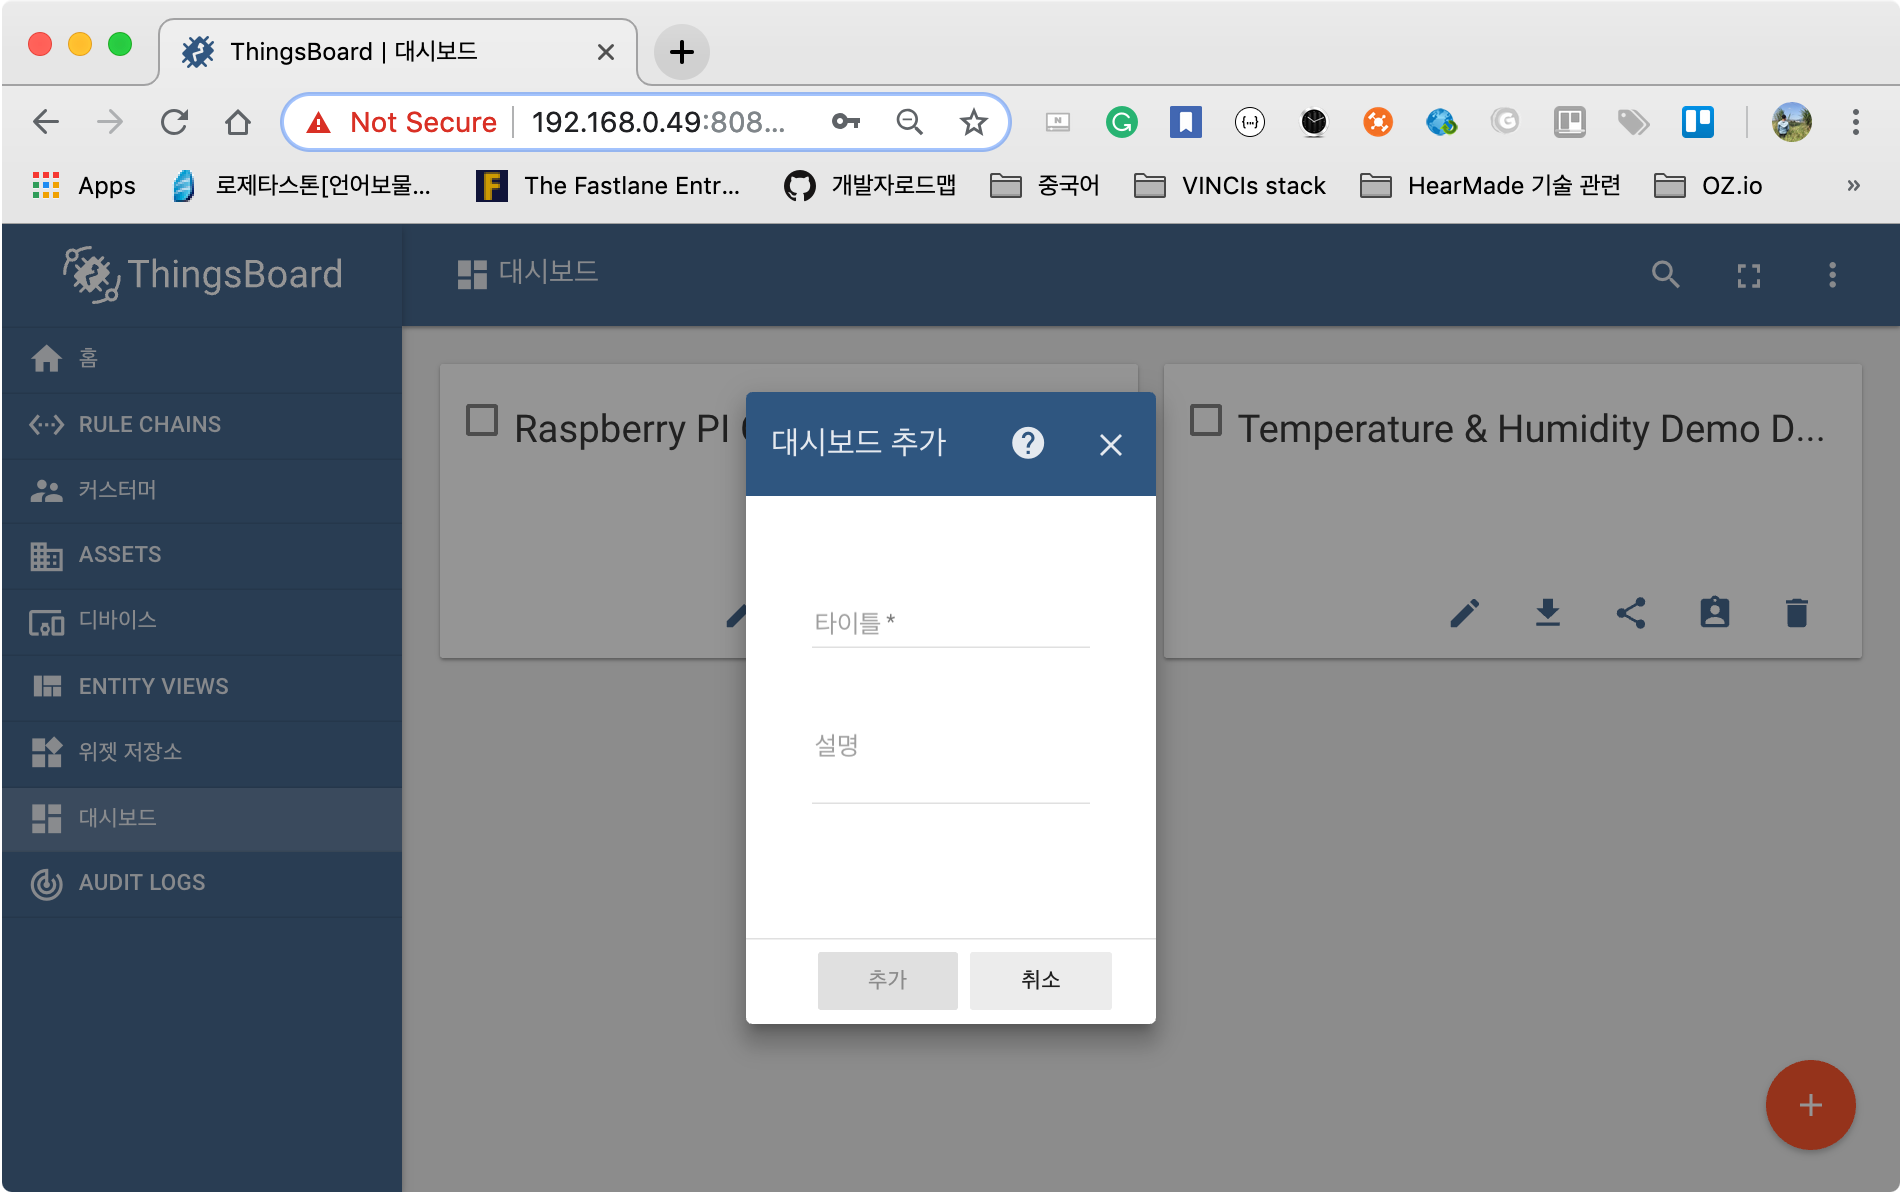 ThingsBoard | 대시보드
Not Secure
192.168.0.49:808...
Apps
로제타스톤[언어보물...
The Fastlane Entr...
개발자로드맵
중국어
VINCIs stack
HearMade 기술 관련
OZ.io
»
ThingsBoard
대시보드
홈
RULE CHAINS
커스터머
ASSETS
디바이스
ENTITY VIEWS
위젯 저장소
대시보드
AUDIT LOGS
Raspberry PI
Temperature & Humidity Demo D...
대시보드 추가
타이틀 *
설명
추가
취소